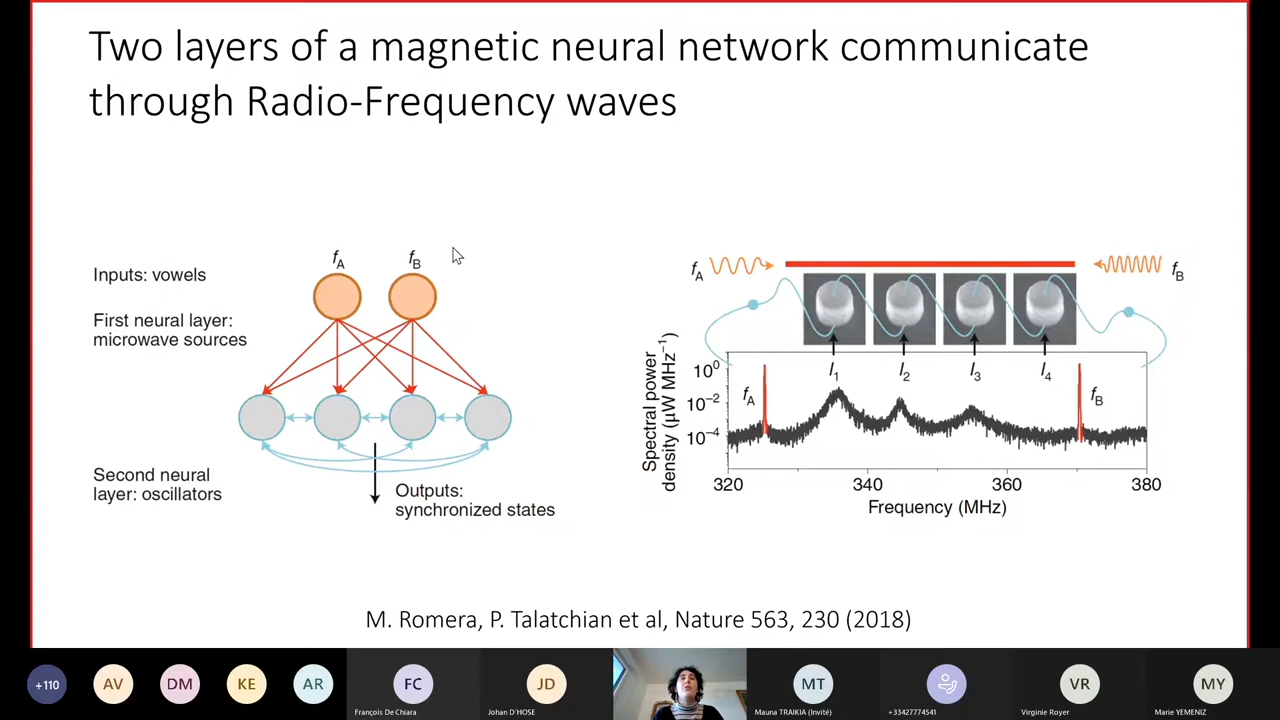 Two layers of a magnetic neural network communicate
through Radio-Frequency waves
fA
fB
Inputs: vowels
First neural layer:
microwave sources
Second neural
layer: oscillators
Outputs:
synchronized states
fA
fB
I1
I2
I3
I4
fA
fB
Spectral power
density (µW MHz⁻¹)
10⁰
10⁻²
10⁻⁴
320
340
360
380
Frequency (MHz)
M. Romera, P. Talatchian et al, Nature 563, 230 (2018)
+110
AV
DM
KE
AR
FC
JD
MT
VR
MY
François De Chiara
Johan D'HOSE
Mauna TRAIKIA (Invité)
+33427774541
Virginie Royer
Marie YEMENIZ